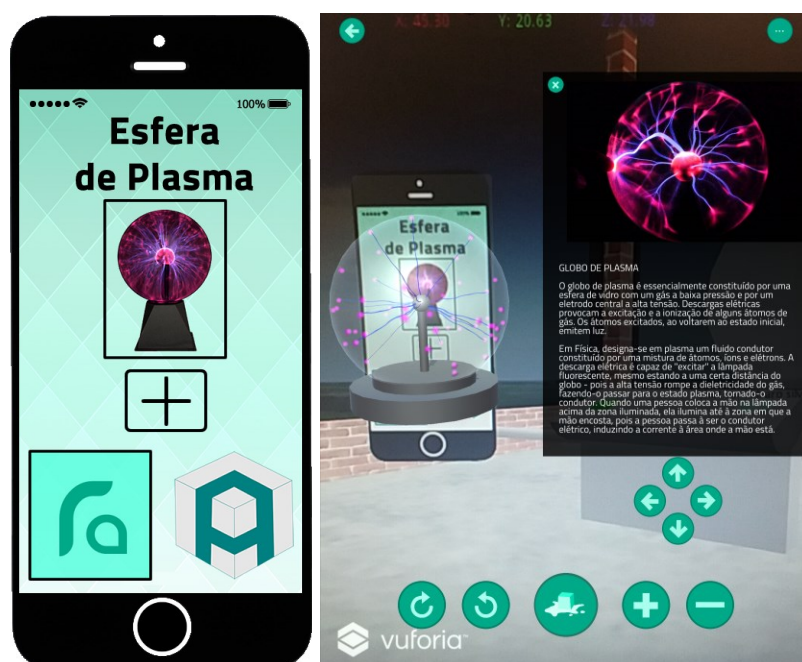 100%
Esfera
de Plasma
ra
X: 45.30 Y: 20.63 Z: 21.98
Esfera
de Plasma
GLOBO DE PLASMA
O globo de plasma é essencialmente constituído por uma
esfera de vidro com um gás a baixa pressão e por um
eletrodo central a alta tensão. Descargas elétricas
provocam a excitação e a ionização de alguns átomos de
gás. Os átomos excitados, ao voltarem ao estado inicial,
emitem luz.
Em Física, designa-se em plasma um fluido condutor
constituído por uma mistura de átomos, íons e elétrons. A
descarga elétrica é capaz de "excitar" a lâmpada
fluorescente, mesmo estando a uma certa distância do
globo - pois a alta tensão rompe a dieletricidade do gás,
fazendo-o passar para o estado plasma, tornado-o
condutor. Quando uma pessoa coloca a mão na lâmpada
acima da zona iluminada, ela ilumina até à zona em que a
mão encosta, pois a pessoa passa à ser o condutor
elétrico, induzindo a corrente à área onde a mão está.
vuforia™